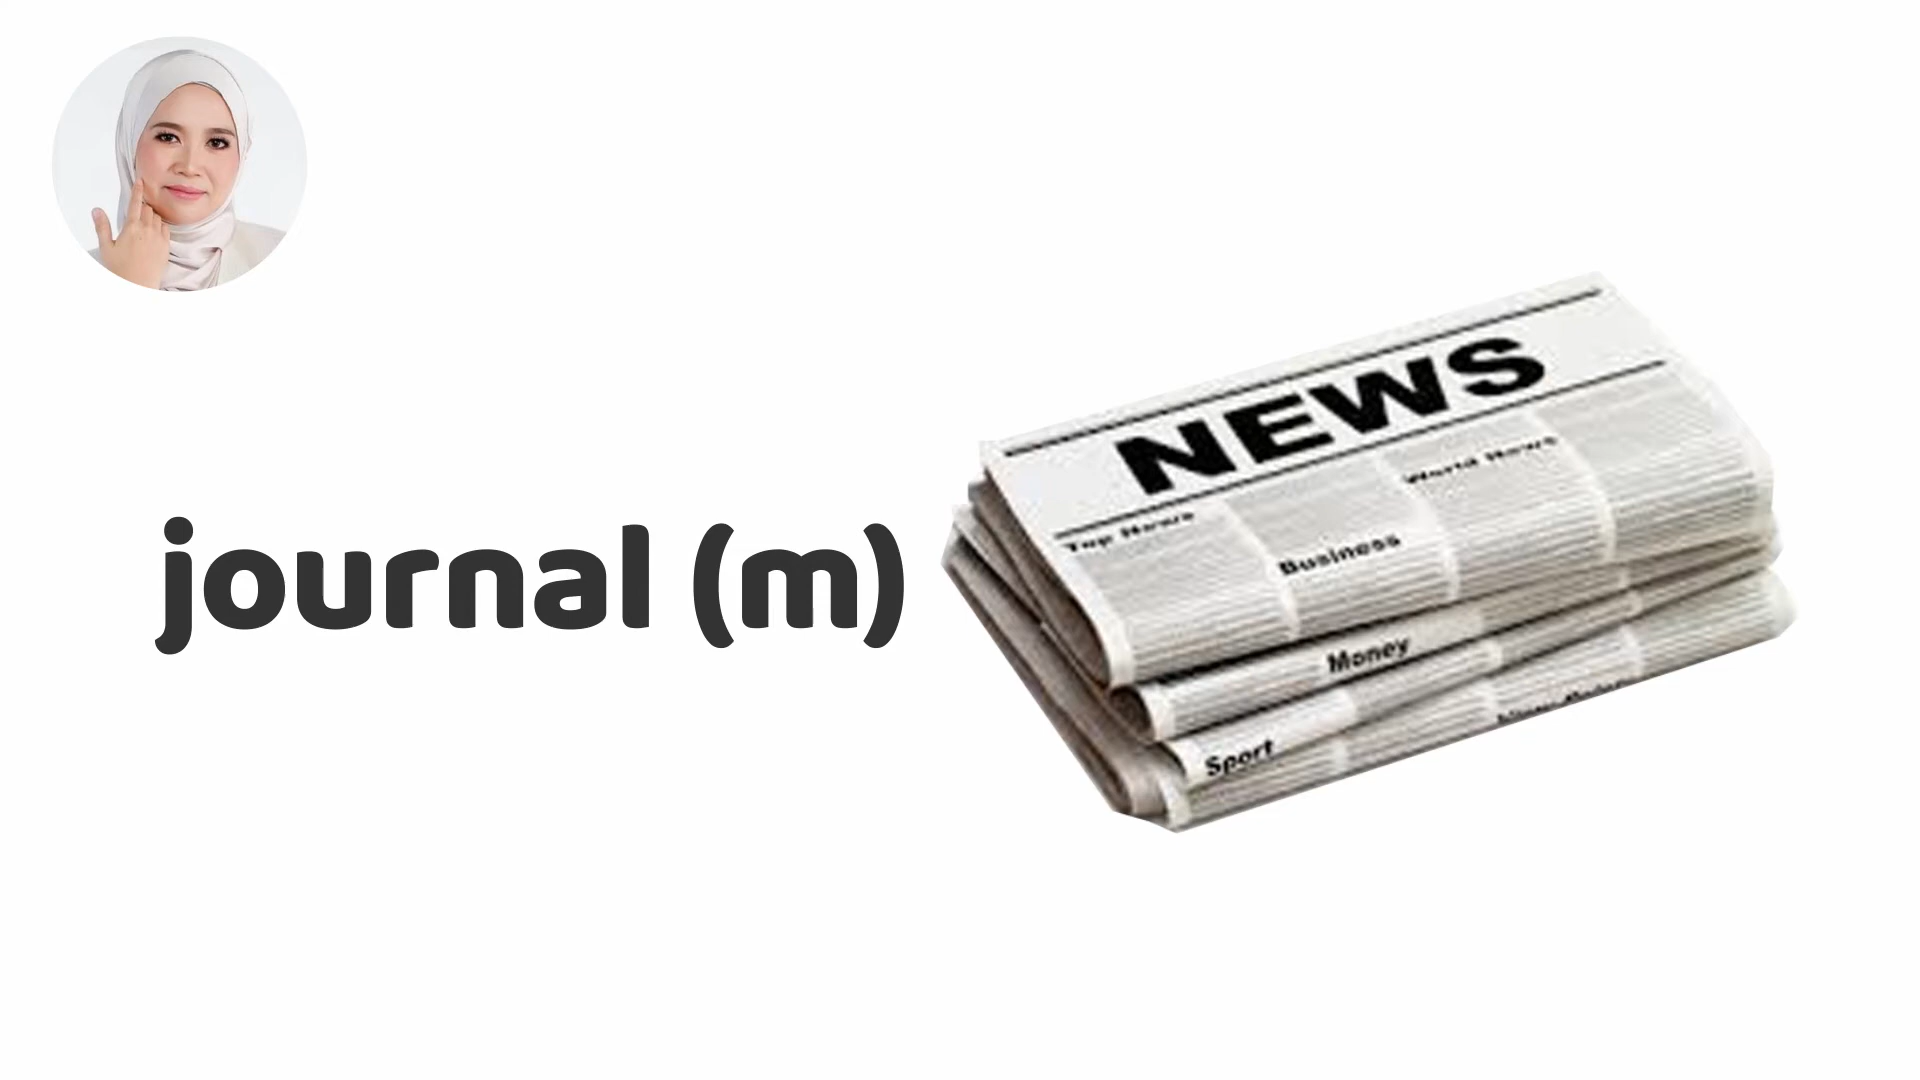 journal (m)
NEWS
Top News
Business
World News
Money
Sport